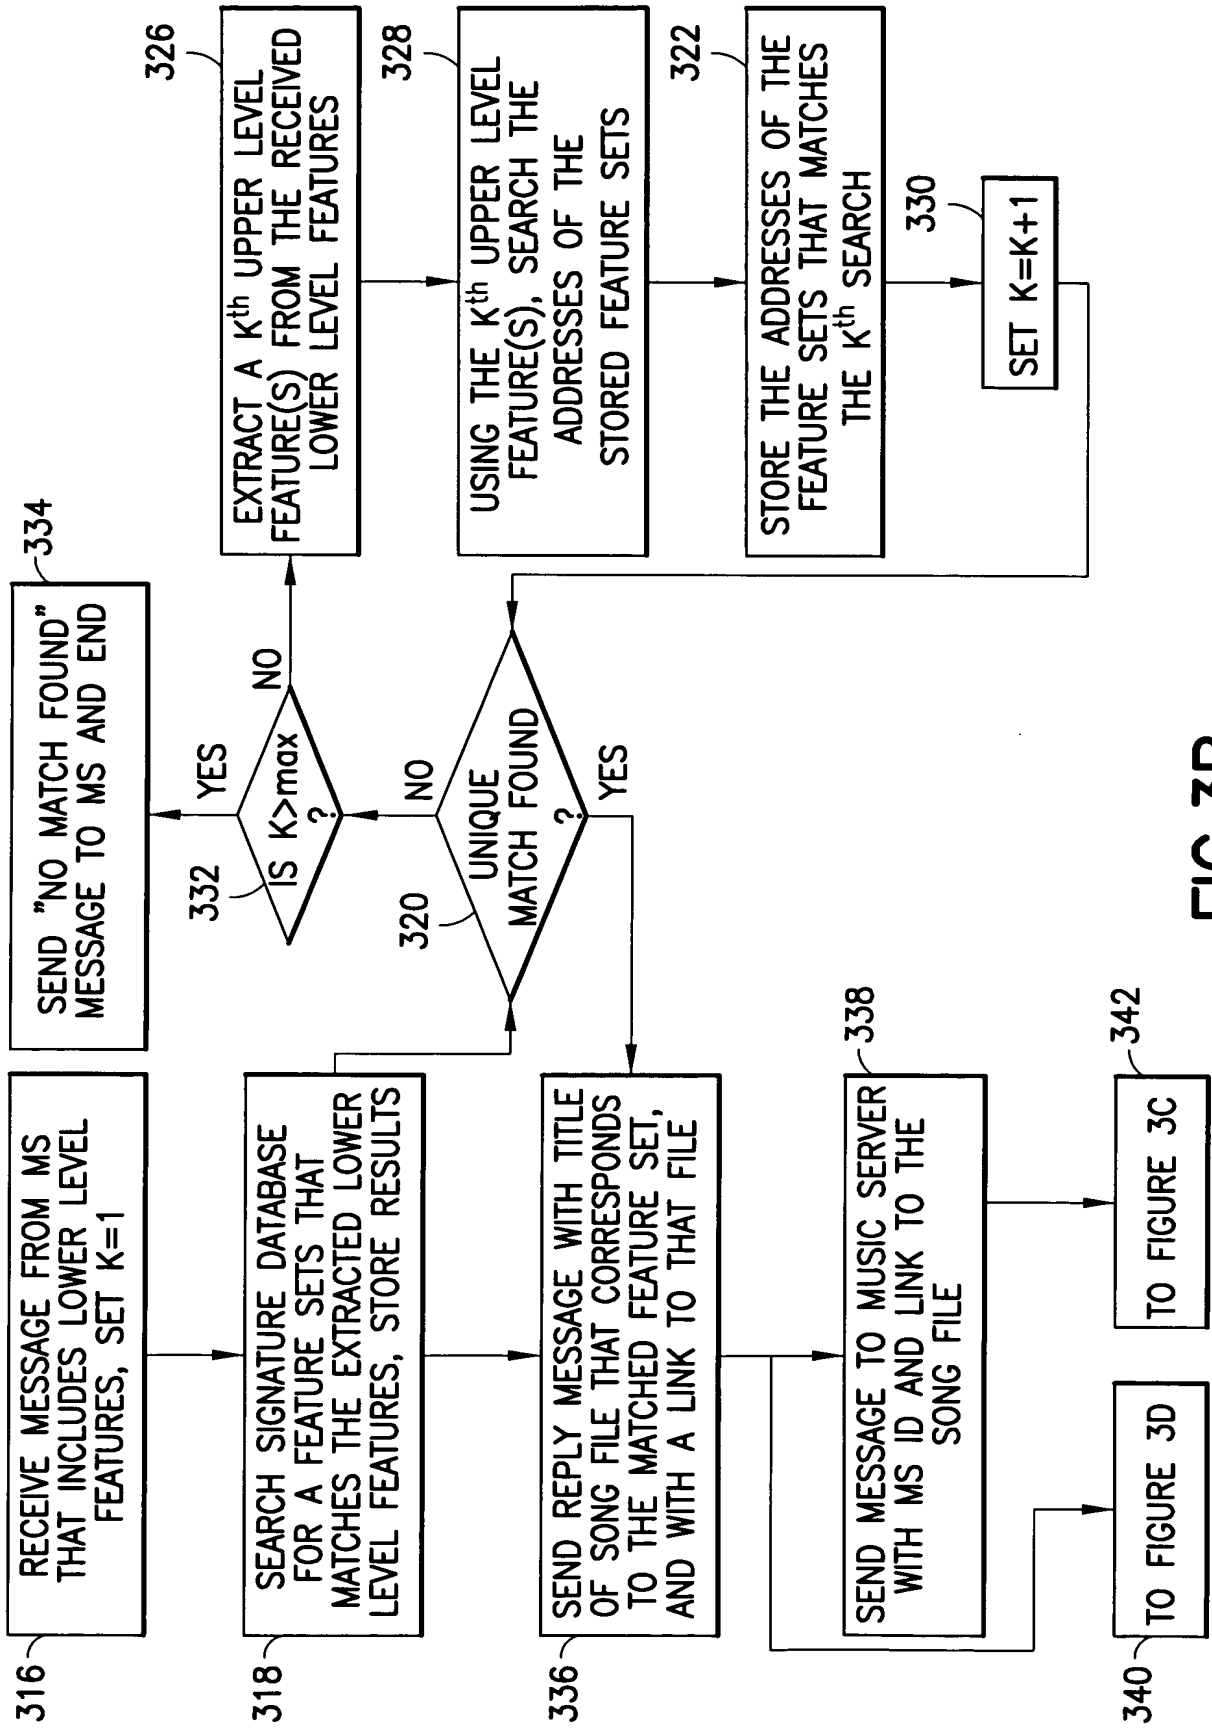 316
RECEIVE MESSAGE FROM MS
THAT INCLUDES LOWER LEVEL
FEATURES, SET K=1
318
SEARCH SIGNATURE DATABASE
FOR A FEATURE SETS THAT
MATCHES THE EXTRACTED LOWER
LEVEL FEATURES, STORE RESULTS
336
SEND REPLY MESSAGE WITH TITLE
OF SONG FILE THAT CORRESPONDS
TO THE MATCHED FEATURE SET,
AND WITH A LINK TO THAT FILE
338
SEND MESSAGE TO MUSIC SERVER
WITH MS ID AND LINK TO THE
SONG FILE
340
TO FIGURE 3D
342
TO FIGURE 3C
334
SEND "NO MATCH FOUND"
MESSAGE TO MS AND END
YES
332
IS K>max
?
NO
NO
320
UNIQUE
MATCH FOUND
?
YES
326
EXTRACT A Kth UPPER LEVEL
FEATURE(S) FROM THE RECEIVED
LOWER LEVEL FEATURES
328
USING THE Kth UPPER LEVEL
FEATURE(S), SEARCH THE
ADDRESSES OF THE
STORED FEATURE SETS
322
STORE THE ADDRESSES OF THE
FEATURE SETS THAT MATCHES
THE Kth SEARCH
330
SET K=K+1